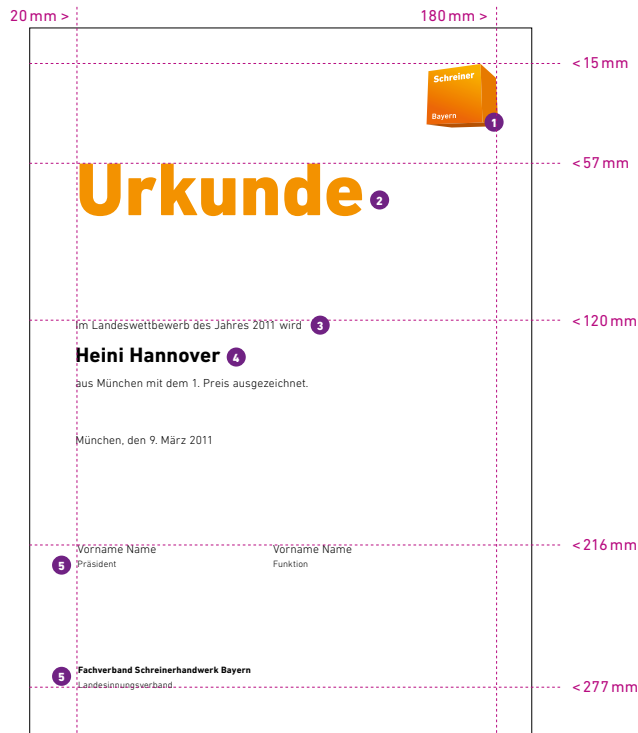 20 mm >
180 mm >
< 15 mm
Schreiner
Bayern
1
< 57 mm
Urkunde
2
< 120 mm
Im Landeswettbewerb des Jahres 2011 wird
3
Heini Hannover
4
aus München mit dem 1. Preis ausgezeichnet.
München, den 9. März 2011
< 216 mm
Vorname Name
Vorname Name
5
Präsident
Funktion
5
Fachverband Schreinerhandwerk Bayern
Landesinnungsverband
< 277 mm